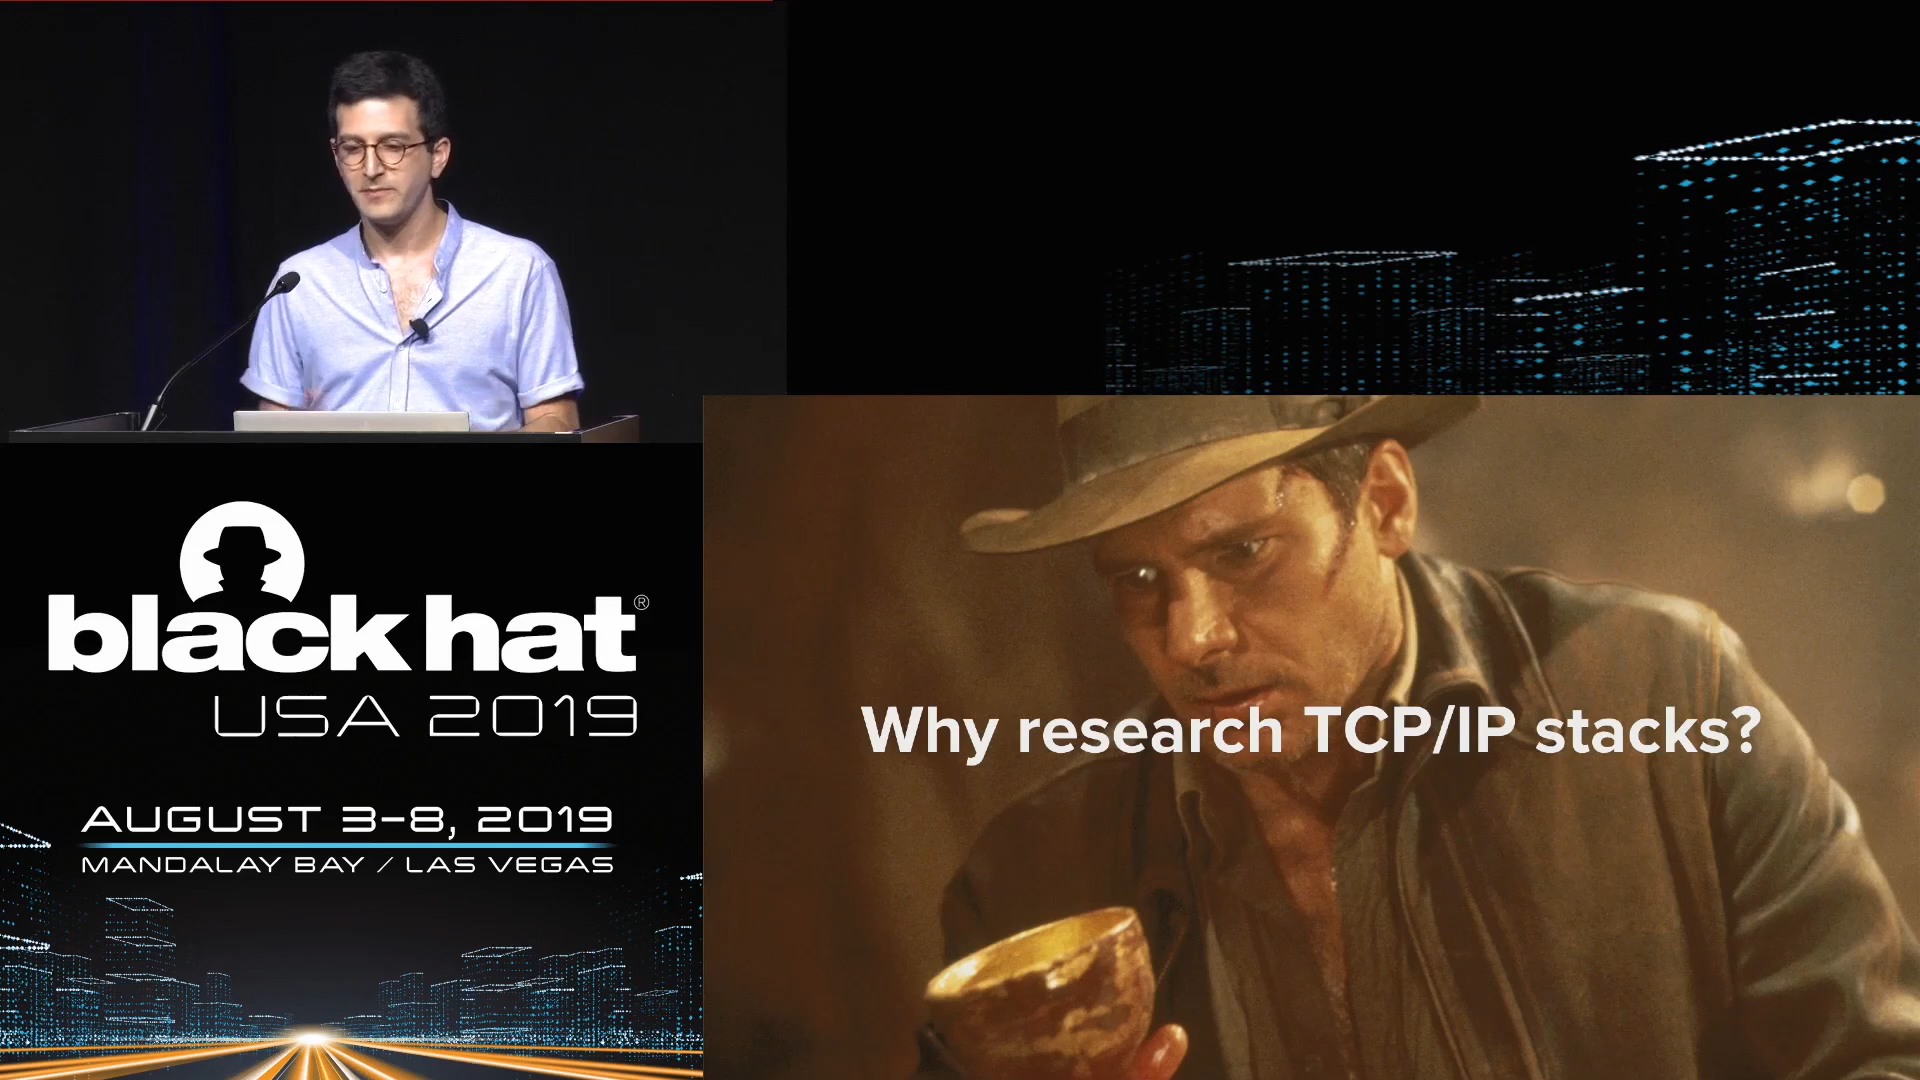 black hat®
USA 2019
AUGUST 3-8, 2019
MANDALAY BAY / LAS VEGAS
Why research TCP/IP stacks?